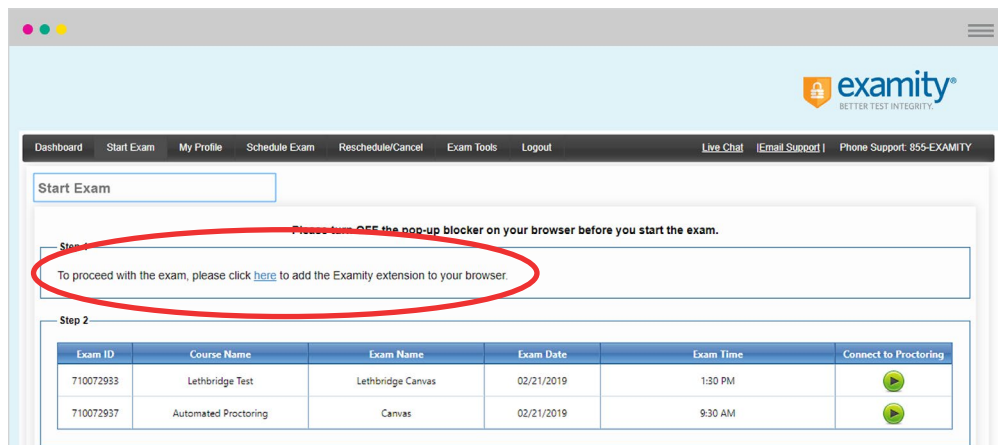 examity®
BETTER TEST INTEGRITY.
Dashboard Start Exam My Profile Schedule Exam Reschedule/Cancel Exam Tools Logout Live Chat |Email Support | Phone Support: 855-EXAMITY
Start Exam
Please turn OFF the pop-up blocker on your browser before you start the exam.
Step 1
To proceed with the exam, please click here to add the Examity extension to your browser.
Step 2
Exam ID Course Name Exam Name Exam Date Exam Time Connect to Proctoring
710072933 Lethbridge Test Lethbridge Canvas 02/21/2019 1:30 PM
710072937 Automated Proctoring Canvas 02/21/2019 9:30 AM